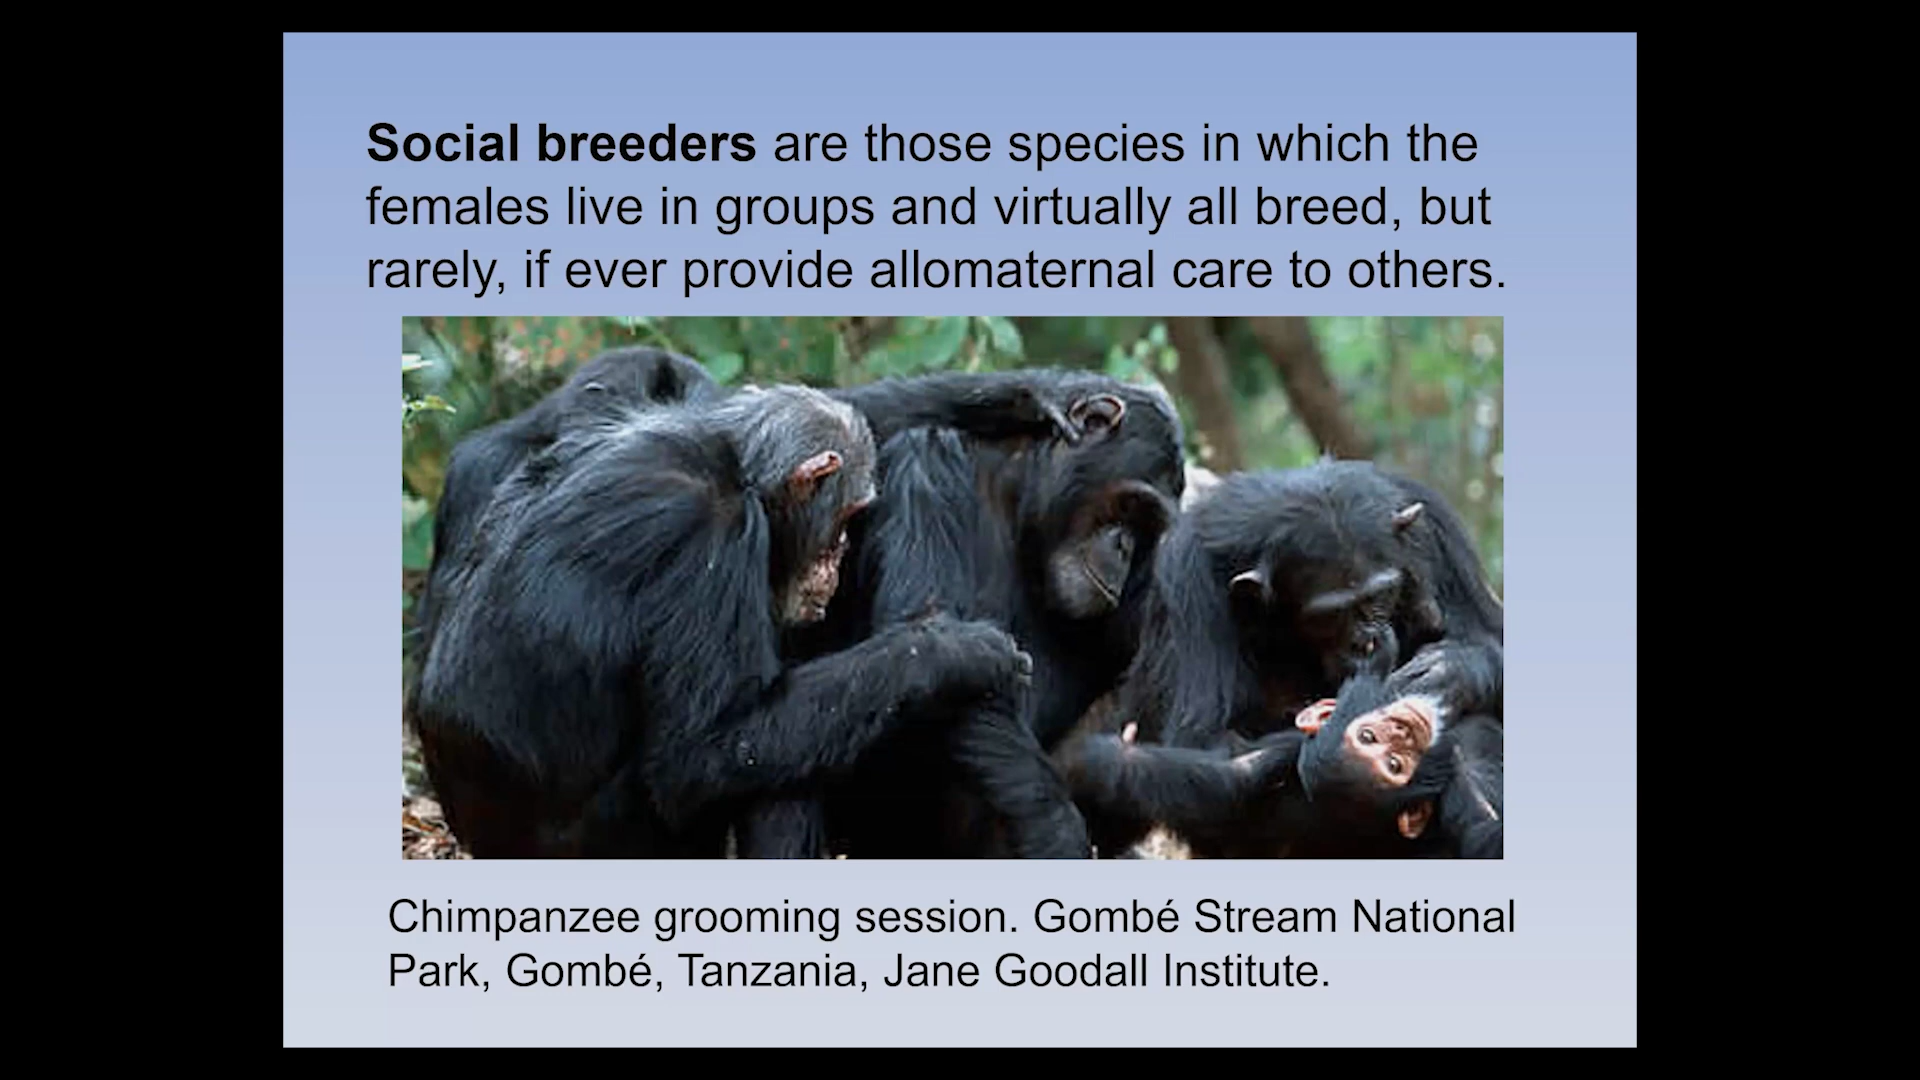 Social breeders are those species in which the
females live in groups and virtually all breed, but
rarely, if ever provide allomaternal care to others.
Chimpanzee grooming session. Gombé Stream National
Park, Gombé, Tanzania, Jane Goodall Institute.